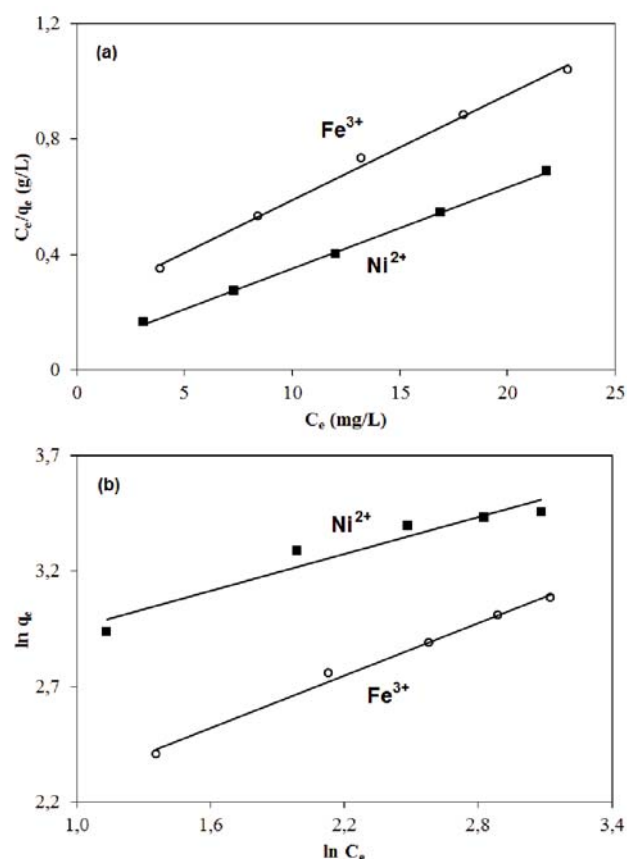 (a)
1,2
0,8
0,4
0
Cₑ/qₑ (g/L)
Fe³⁺
Ni²⁺
0 5 10 15 20 25
Cₑ (mg/L)
(b)
3,7
3,2
2,7
2,2
ln qₑ
Ni²⁺
Fe³⁺
1,0 1,6 2,2 2,8 3,4
ln Cₑ